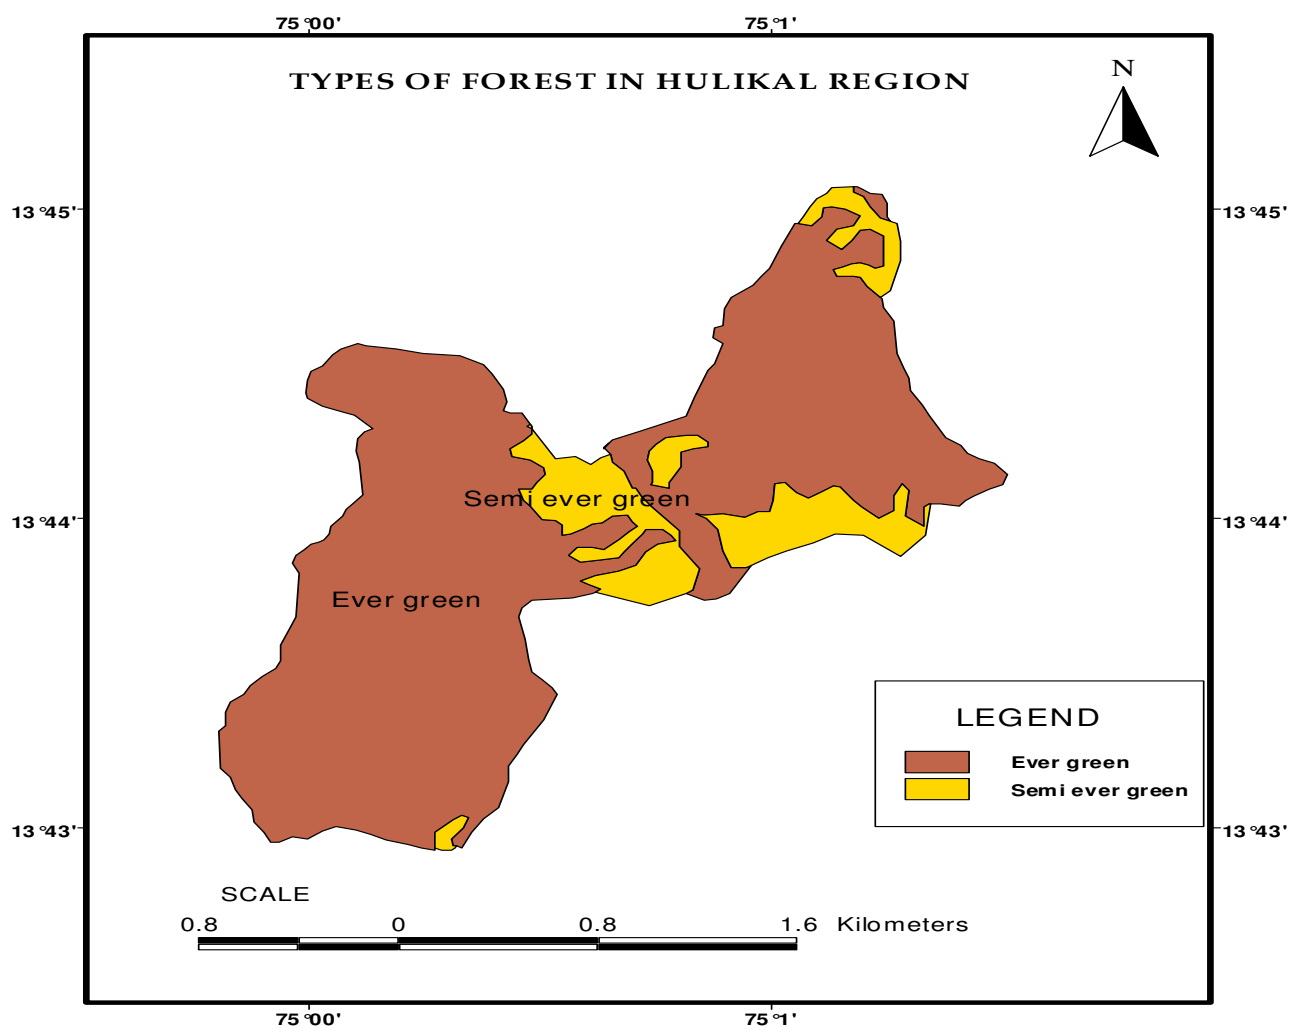 75°00' 75°1'
TYPES OF FOREST IN HULIKAL REGION
N
13°45' 13°45'
Semi ever green
13°44' 13°44'
Ever green
LEGEND
Ever green
Semi ever green
13°43' 13°43'
SCALE
0.8 0 0.8 1.6 Kilometers
75°00' 75°1'